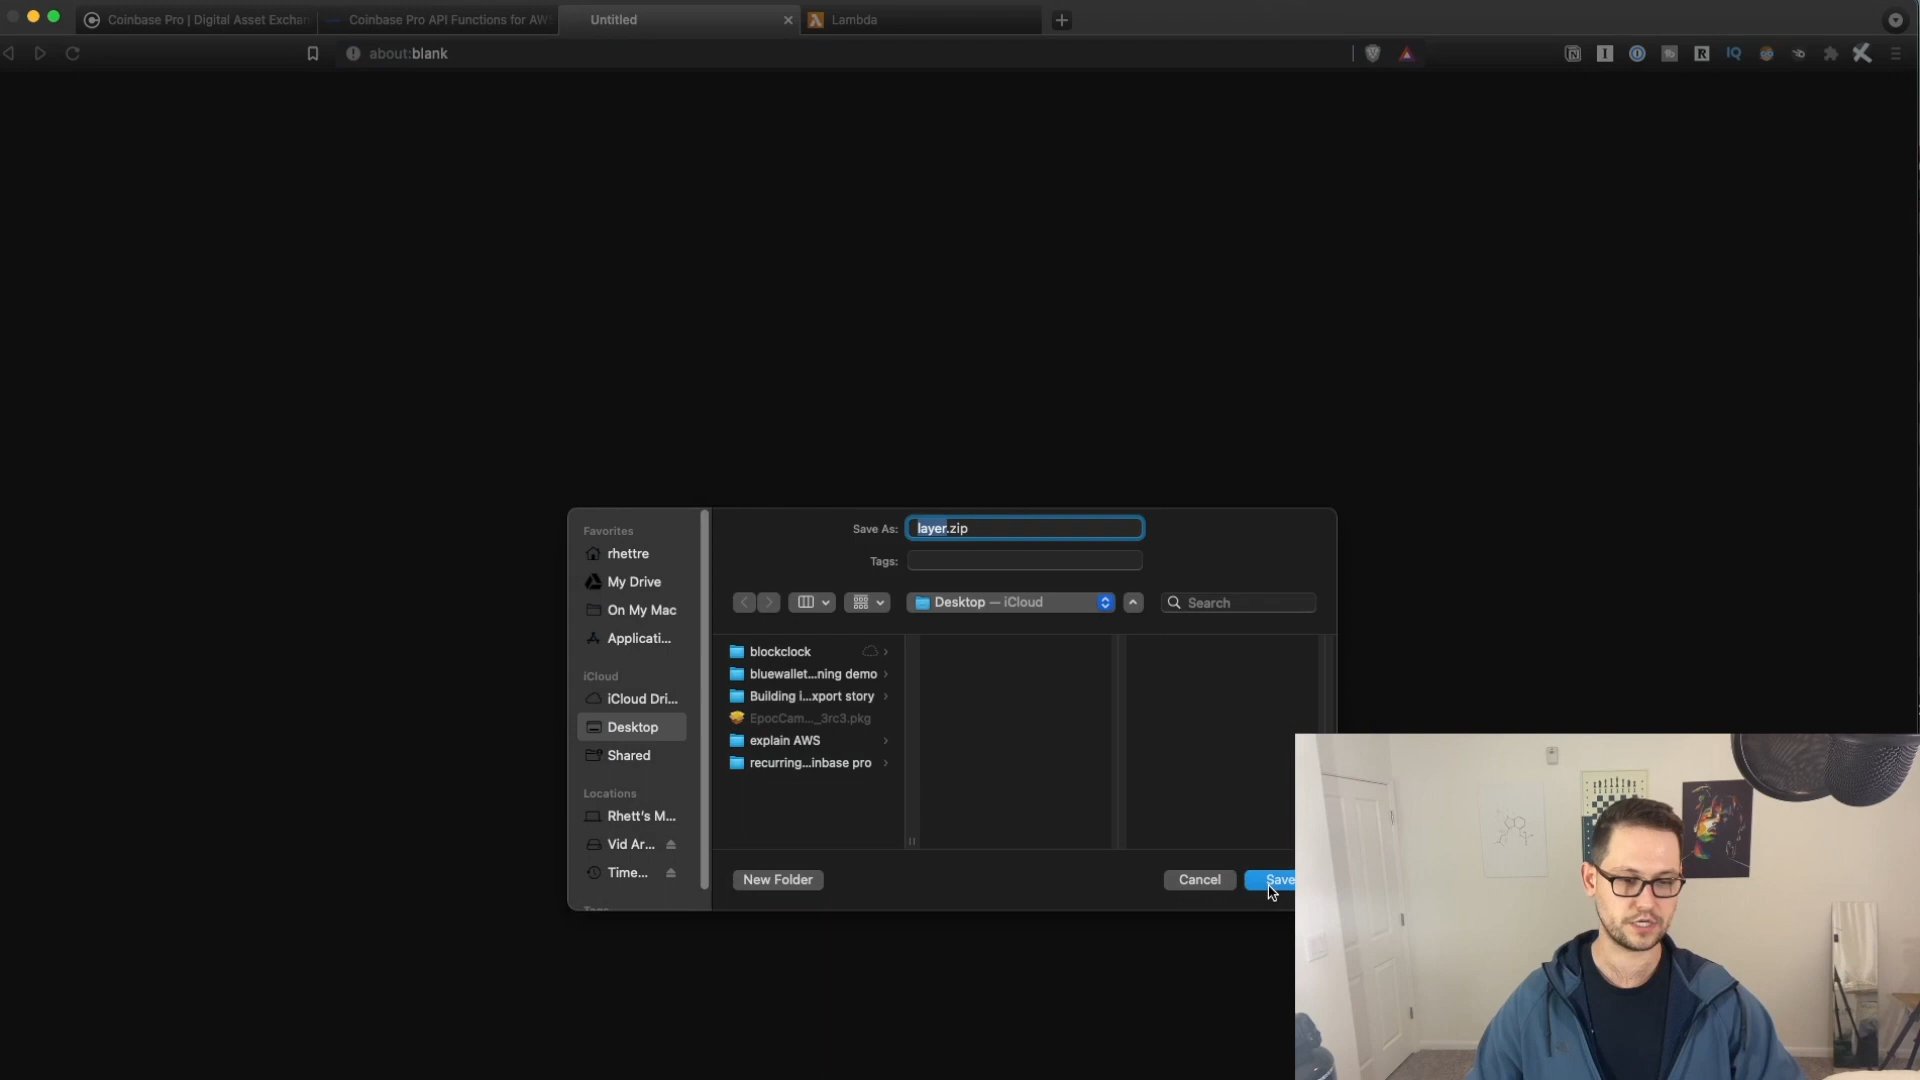 Coinbase Pro | Digital Asset Exchan
Coinbase Pro API Functions for AW
Untitled
Lambda
about:blank
Save As: layer.zip
Tags:
Desktop — iCloud
Search
Favorites
rhettre
My Drive
On My Mac
Applicati...
iCloud
iCloud Dri...
Desktop
Shared
Locations
Rhett's M...
Vid Ar...
Time...
blockclock
bluewallet...ning demo
Building i...xport story
EpocCam..._3rc3.pkg
explain AWS
recurring...inbase pro
New Folder
Cancel
Save